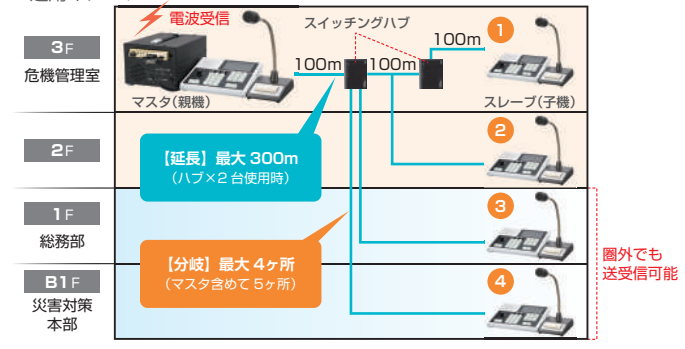 電波受信
スイッチングハブ
1
3F
危機管理室
100m
100m
100m
マスタ(親機)
スレーブ(子機)
2F
【延長】最大 300m
(ハブ×2 台使用時)
2
1F
総務部
3
【分岐】最大 4ヶ所
(マスタ含めて 5ヶ所)
圏外でも
送受信可能
B1F
災害対策
本部
4